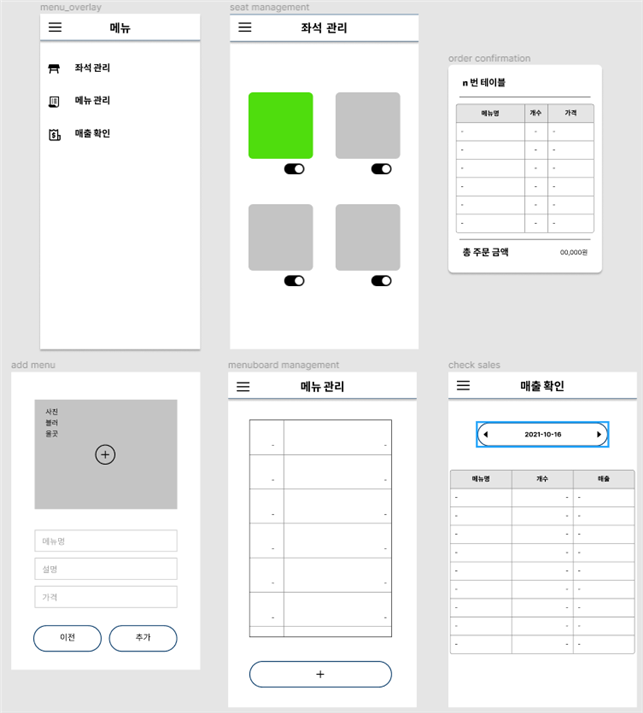 menu_overlay
메뉴
좌석 관리
메뉴 관리
매출 확인
seat management
좌석 관리
order confirmation
n 번 테이블
메뉴명 개수 가격
- - -
- - -
- - -
- - -
- - -
- - -
총 주문 금액 00,000원
add menu
사진
불러
올곳
+
메뉴명
설명
가격
이전 추가
menuboard management
메뉴 관리
- -
- -
- -
- -
- -
- -
+
check sales
매출 확인
2021-10-16
메뉴명 개수 매출
- - -
- - -
- - -
- - -
- - -
- - -
- - -
- - -
- - -